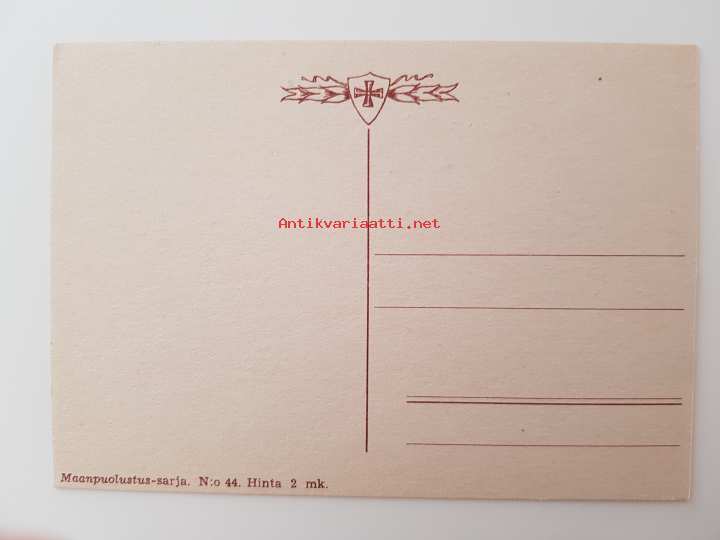 Antikvariaatti.net
Maanpuolustus-sarja. N:o 44. Hinta 2 mk.